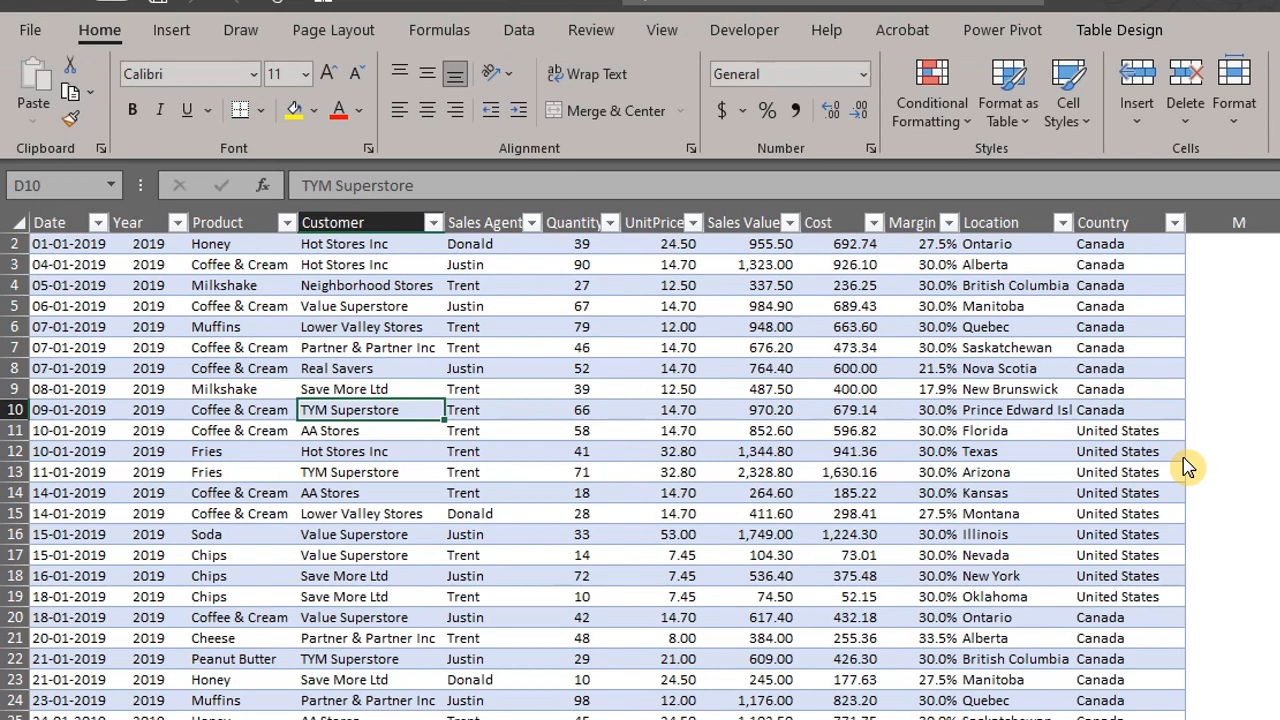 File Home Insert Draw Page Layout Formulas Data Review View Developer Help Acrobat Power Pivot Table Design
Paste Calibri 11 A A Wrap Text General Conditional Formatting Format as Table Cell Styles Insert Delete Format
B I U A Merge & Center $ % , .00
Clipboard Font Alignment Number Styles Cells
D10 fx TYM Superstore
Date Year Product Customer Sales Agent Quantity UnitPrice Sales Value Cost Margin Location Country M
2 01-01-2019 2019 Honey Hot Stores Inc Donald 39 24.50 955.50 692.74 27.5% Ontario Canada
3 04-01-2019 2019 Coffee & Cream Hot Stores Inc Justin 90 14.70 1,323.00 926.10 30.0% Alberta Canada
4 05-01-2019 2019 Milkshake Neighborhood Stores Trent 27 12.50 337.50 236.25 30.0% British Columbia Canada
5 06-01-2019 2019 Coffee & Cream Value Superstore Justin 67 14.70 984.90 689.43 30.0% Manitoba Canada
6 07-01-2019 2019 Muffins Lower Valley Stores Trent 79 12.00 948.00 663.60 30.0% Quebec Canada
7 07-01-2019 2019 Coffee & Cream Partner & Partner Inc Trent 46 14.70 676.20 473.34 30.0% Saskatchewan Canada
8 07-01-2019 2019 Coffee & Cream Real Savers Justin 52 14.70 764.40 600.00 21.5% Nova Scotia Canada
9 08-01-2019 2019 Milkshake Save More Ltd Trent 39 12.50 487.50 400.00 17.9% New Brunswick Canada
10 09-01-2019 2019 Coffee & Cream TYM Superstore Trent 66 14.70 970.20 679.14 30.0% Prince Edward Isl Canada
11 10-01-2019 2019 Coffee & Cream AA Stores Trent 58 14.70 852.60 596.82 30.0% Florida United States
12 10-01-2019 2019 Fries Hot Stores Inc Trent 41 32.80 1,344.80 941.36 30.0% Texas United States
13 11-01-2019 2019 Fries TYM Superstore Trent 71 32.80 2,328.80 1,630.16 30.0% Arizona United States
14 14-01-2019 2019 Coffee & Cream AA Stores Trent 18 14.70 264.60 185.22 30.0% Kansas United States
15 14-01-2019 2019 Coffee & Cream Lower Valley Stores Donald 28 14.70 411.60 298.41 27.5% Montana United States
16 15-01-2019 2019 Soda Value Superstore Justin 33 53.00 1,749.00 1,224.30 30.0% Illinois United States
17 15-01-2019 2019 Chips Value Superstore Trent 14 7.45 104.30 73.01 30.0% Nevada United States
18 16-01-2019 2019 Chips Save More Ltd Justin 72 7.45 536.40 375.48 30.0% New York United States
19 18-01-2019 2019 Chips Save More Ltd Trent 10 7.45 74.50 52.15 30.0% Oklahoma United States
20 18-01-2019 2019 Coffee & Cream Value Superstore Justin 42 14.70 617.40 432.18 30.0% Ontario Canada
21 20-01-2019 2019 Cheese Partner & Partner Inc Trent 48 8.00 384.00 255.36 33.5% Alberta Canada
22 21-01-2019 2019 Peanut Butter TYM Superstore Justin 29 21.00 609.00 426.30 30.0% British Columbia Canada
23 21-01-2019 2019 Honey Save More Ltd Donald 10 24.50 245.00 177.63 27.5% Manitoba Canada
24 23-01-2019 2019 Muffins Partner & Partner Inc Justin 98 12.00 1,176.00 823.20 30.0% Quebec Canada